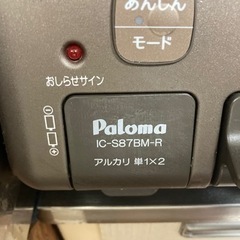 あんしん
モード
おしらせサイン
Paloma
IC-S87BM-R
アルカリ 単1×2